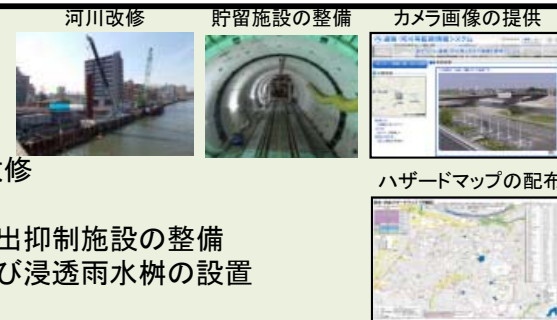 河川改修
貯留施設の整備
カメラ画像の提供
修
ハザードマップの配布
出抑制施設の整備
び浸透雨水桝の設置